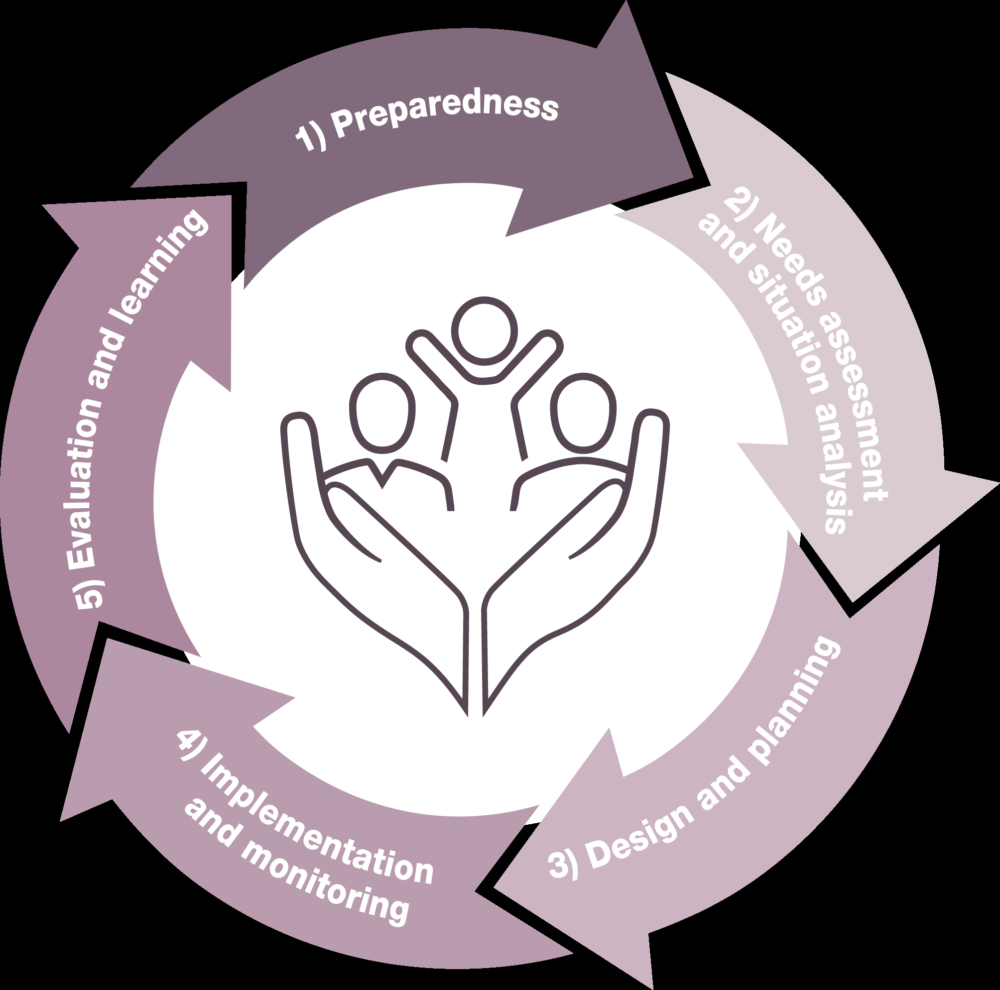 1) Preparedness
2) Needs assessment
and situation analysis
3) Design and planning
4) Implementation
and monitoring
5) Evaluation and learning